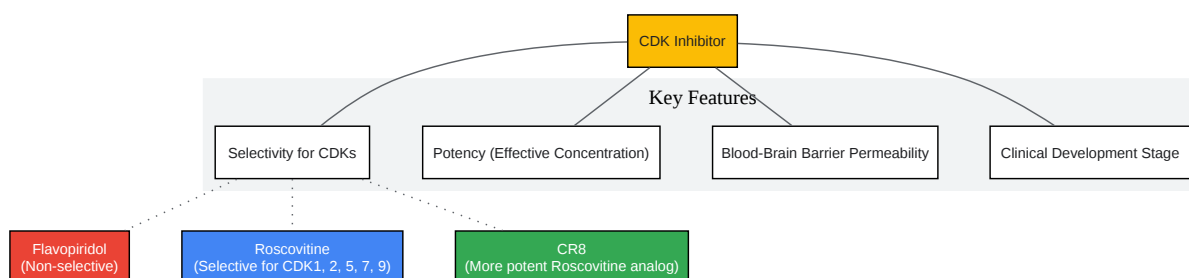 CDK Inhibitor
Key Features
Selectivity for CDKs
Potency (Effective Concentration)
Blood-Brain Barrier Permeability
Clinical Development Stage
Flavopiridol
(Non-selective)
Roscovitine
(Selective for CDK1, 2, 5, 7, 9)
CR8
(More potent Roscovitine analog)